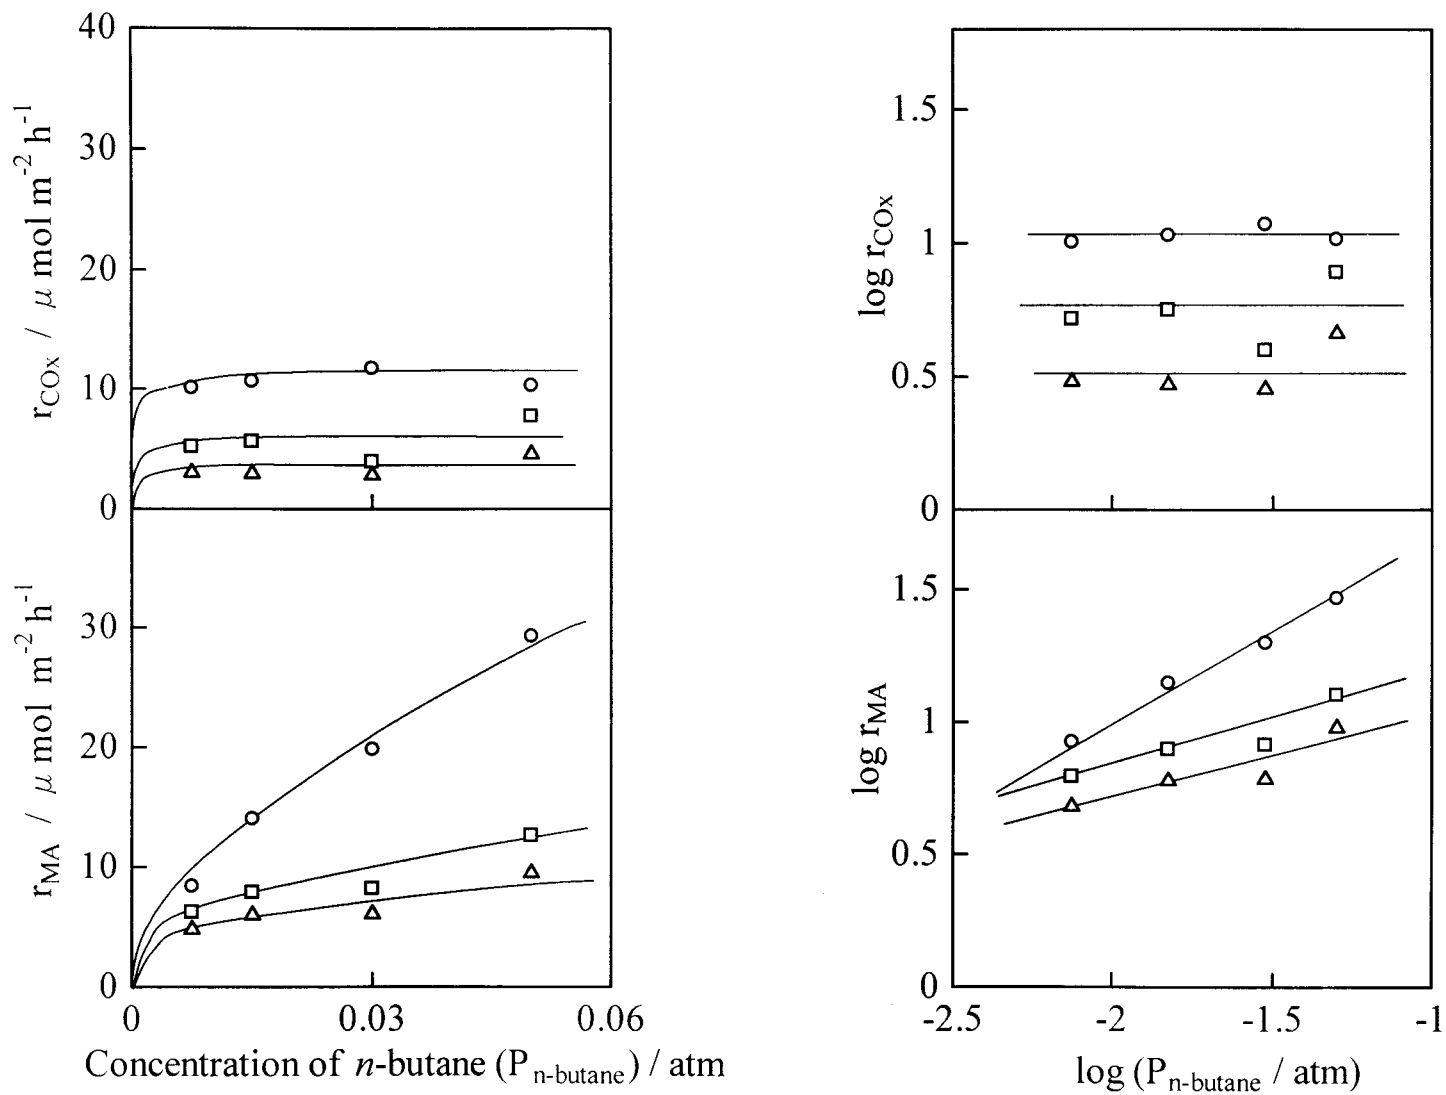 40
30
20
10
0
r_COx / μ mol m⁻² h⁻¹
30
20
10
0
r_MA / μ mol m⁻² h⁻¹
0 0.03 0.06
Concentration of n-butane (P_n-butane) / atm
1.5
1
0.5
0
log r_COx
1.5
1
0.5
0
log r_MA
-2.5 -2 -1.5 -1
log (P_n-butane / atm)